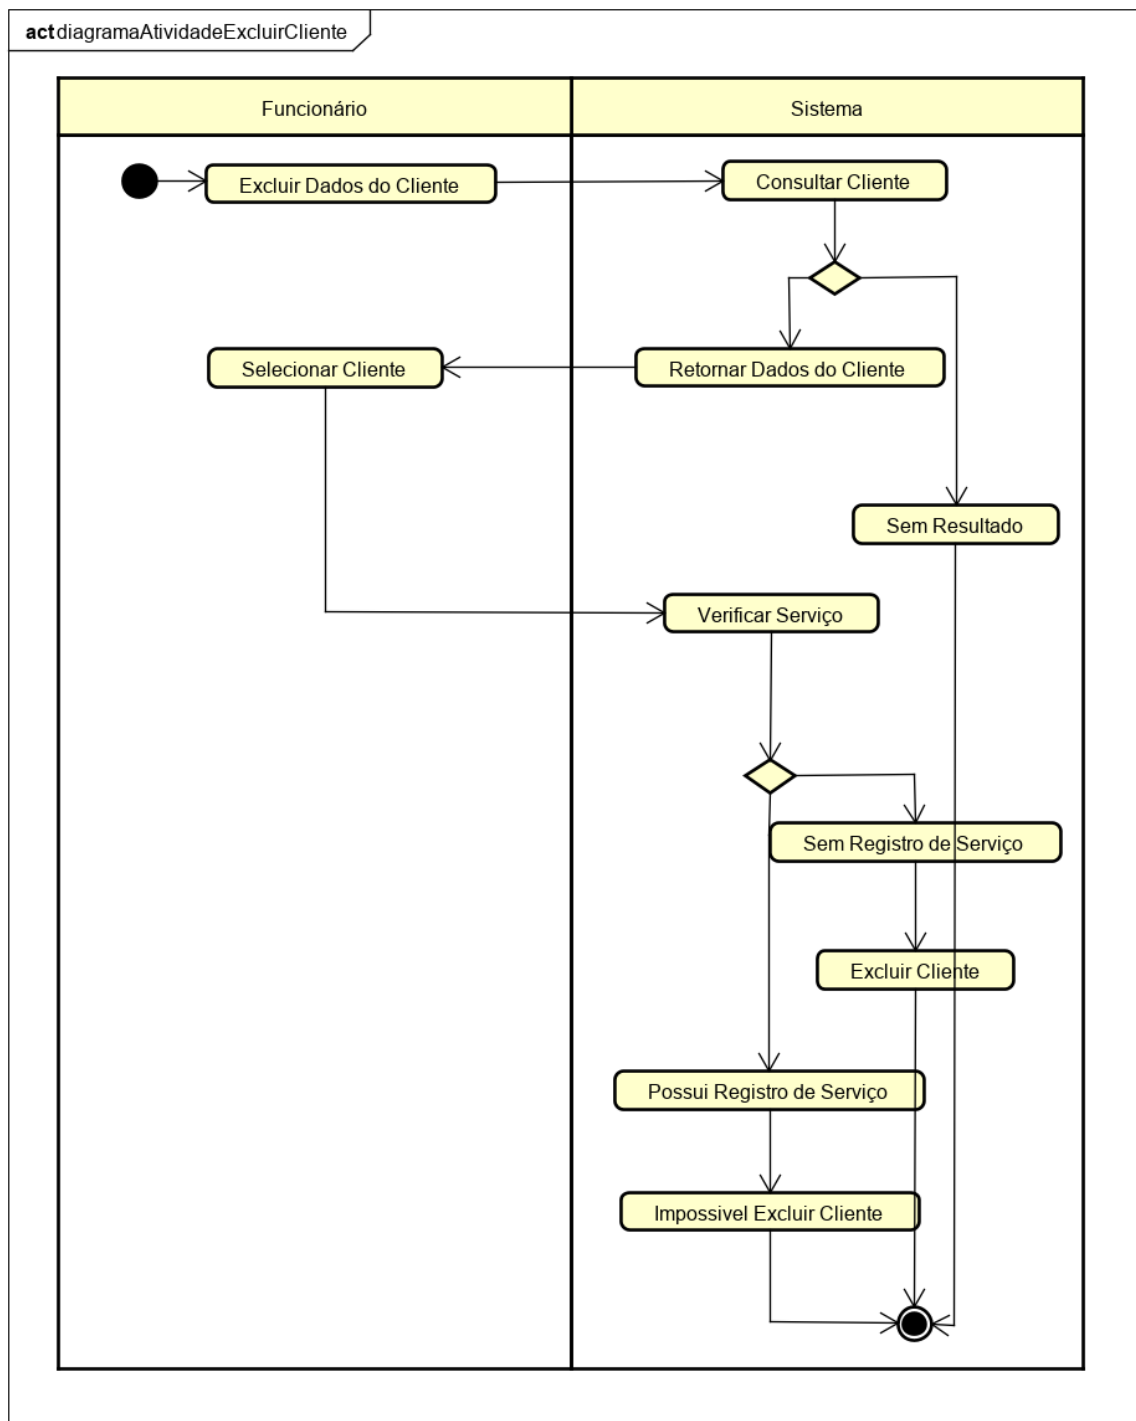 act diagramaAtividadeExcluirCliente
Funcionário
Sistema
Excluir Dados do Cliente
Consultar Cliente
Selecionar Cliente
Retornar Dados do Cliente
Sem Resultado
Verificar Serviço
Sem Registro de Serviço
Excluir Cliente
Possui Registro de Serviço
Impossivel Excluir Cliente